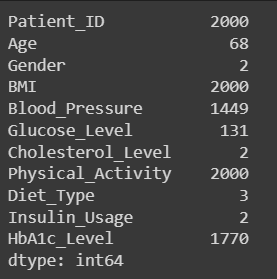 Patient_ID 2000
Age 68
Gender 2
BMI 2000
Blood_Pressure 1449
Glucose_Level 131
Cholesterol_Level 2
Physical_Activity 2000
Diet_Type 3
Insulin_Usage 2
HbA1c_Level 1770
dtype: int64